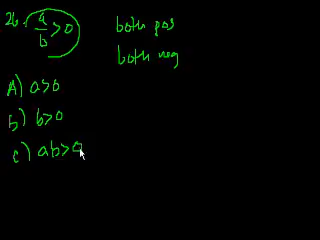 26. a/b > 0
both pos
both neg
A) a>0
b) b>0
c) ab>0